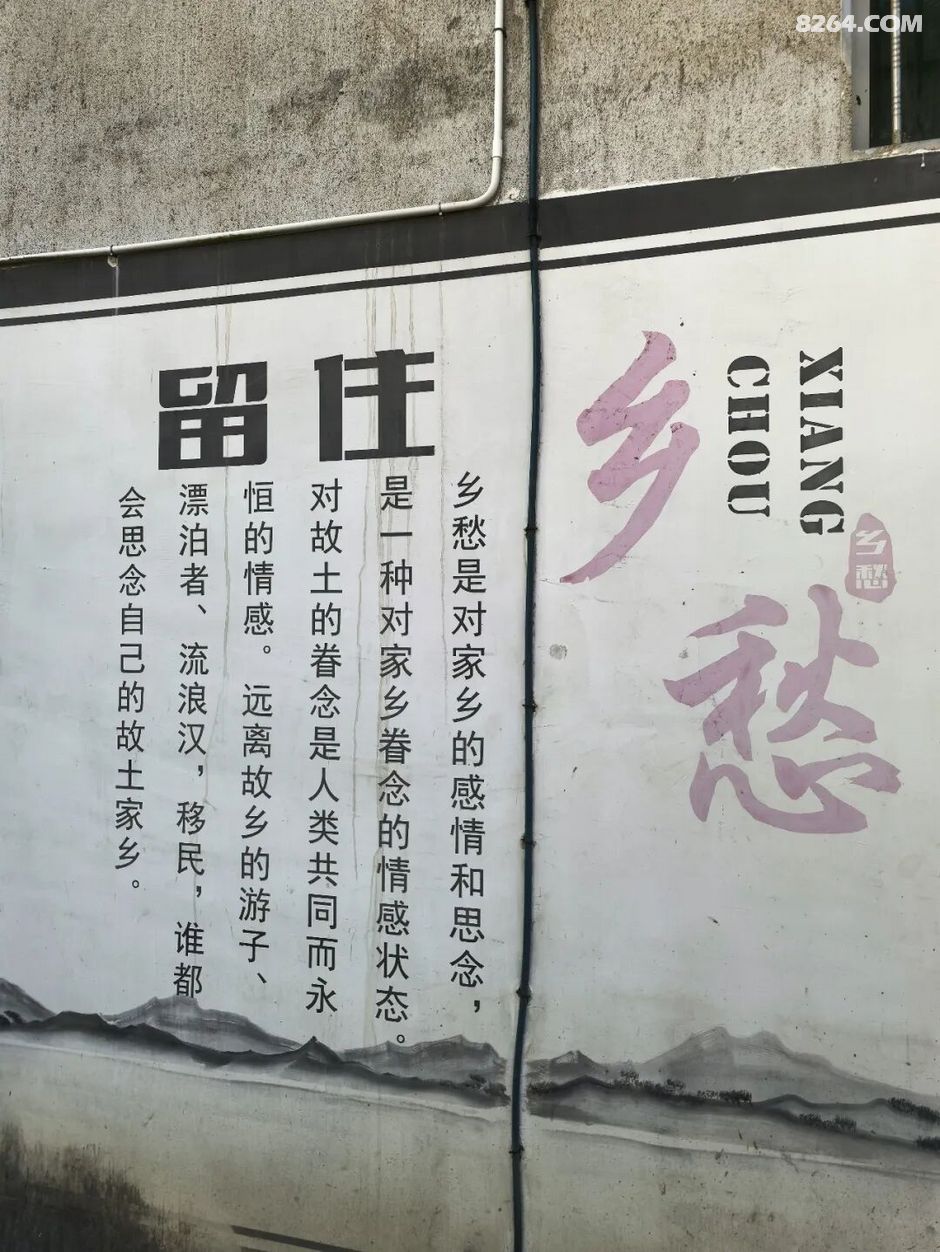 8264.COM
留住
乡
愁
XIANG
CHOU
乡愁
乡愁是对家乡的感情和思念，
是一种对家乡眷念的情感状态。
对故土的眷念是人类共同而永
恒的情感。远离故乡的游子、
漂泊者、流浪汉，移民，谁都
会思念自己的故土家乡。